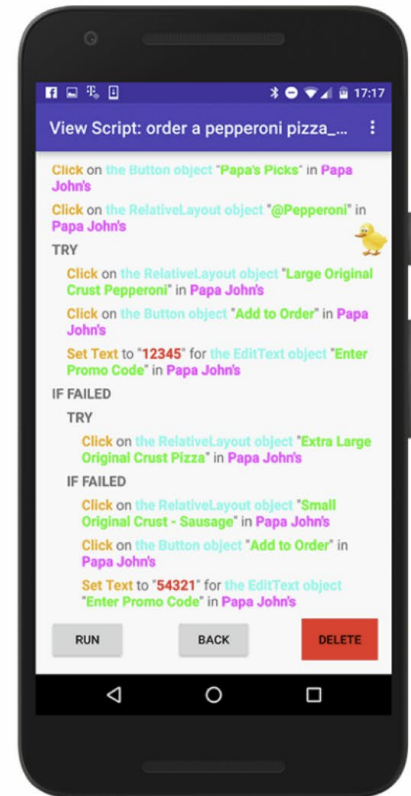 17:17
View Script: order a pepperoni pizza_...
Click on the Button object "Papa's Picks" in Papa
John's
Click on the RelativeLayout object "@Pepperoni" in
Papa John's
TRY
Click on the RelativeLayout object "Large Original
Crust Pepperoni" in Papa John's
Click on the Button object "Add to Order" in Papa
John's
Set Text to "12345" for the EditText object "Enter
Promo Code" in Papa John's
IF FAILED
TRY
Click on the RelativeLayout object "Extra Large
Original Crust Pizza" in Papa John's
IF FAILED
Click on the RelativeLayout object "Small
Original Crust - Sausage" in Papa John's
Click on the Button object "Add to Order" in
Papa John's
Set Text to "54321" for the EditText object
"Enter Promo Code" in Papa John's
RUN BACK DELETE